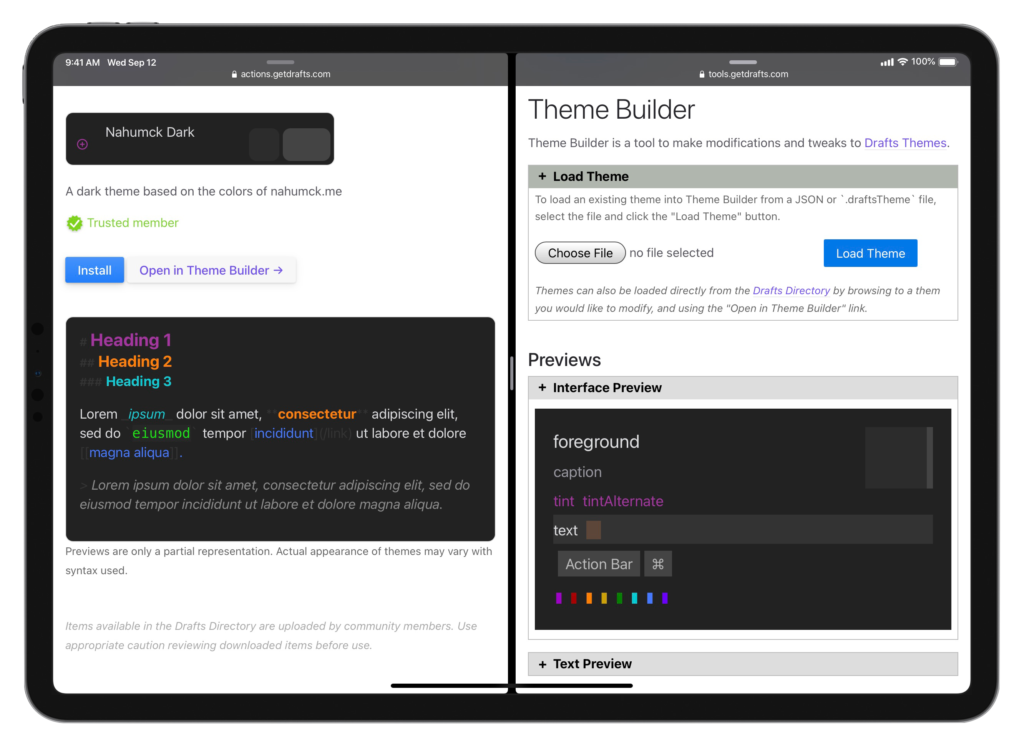 9:41 AM Wed Sep 12
actions.getdrafts.com
Nahumck Dark
A dark theme based on the colors of nahumck.me
Trusted member
Install
Open in Theme Builder →
# Heading 1
## Heading 2
### Heading 3
Lorem _ipsum_ dolor sit amet, **consectetur** adipiscing elit,
sed do `eiusmod` tempor [incididunt](/link) ut labore et dolore
[[magna aliqua]].
> Lorem ipsum dolor sit amet, consectetur adipiscing elit, sed do
eiusmod tempor incididunt ut labore et dolore magna aliqua.
Previews are only a partial representation. Actual appearance of themes may vary with
syntax used.
Items available in the Drafts Directory are uploaded by community members. Use
appropriate caution reviewing downloaded items before use.
100%
tools.getdrafts.com
Theme Builder
Theme Builder is a tool to make modifications and tweaks to Drafts Themes.
+ Load Theme
To load an existing theme into Theme Builder from a JSON or `.draftsTheme` file,
select the file and click the "Load Theme" button.
Choose File no file selected
Load Theme
Themes can also be loaded directly from the Drafts Directory by browsing to a them
you would like to modify, and using the "Open in Theme Builder" link.
Previews
+ Interface Preview
foreground
caption
tint tintAlternate
text
Action Bar ⌘
+ Text Preview